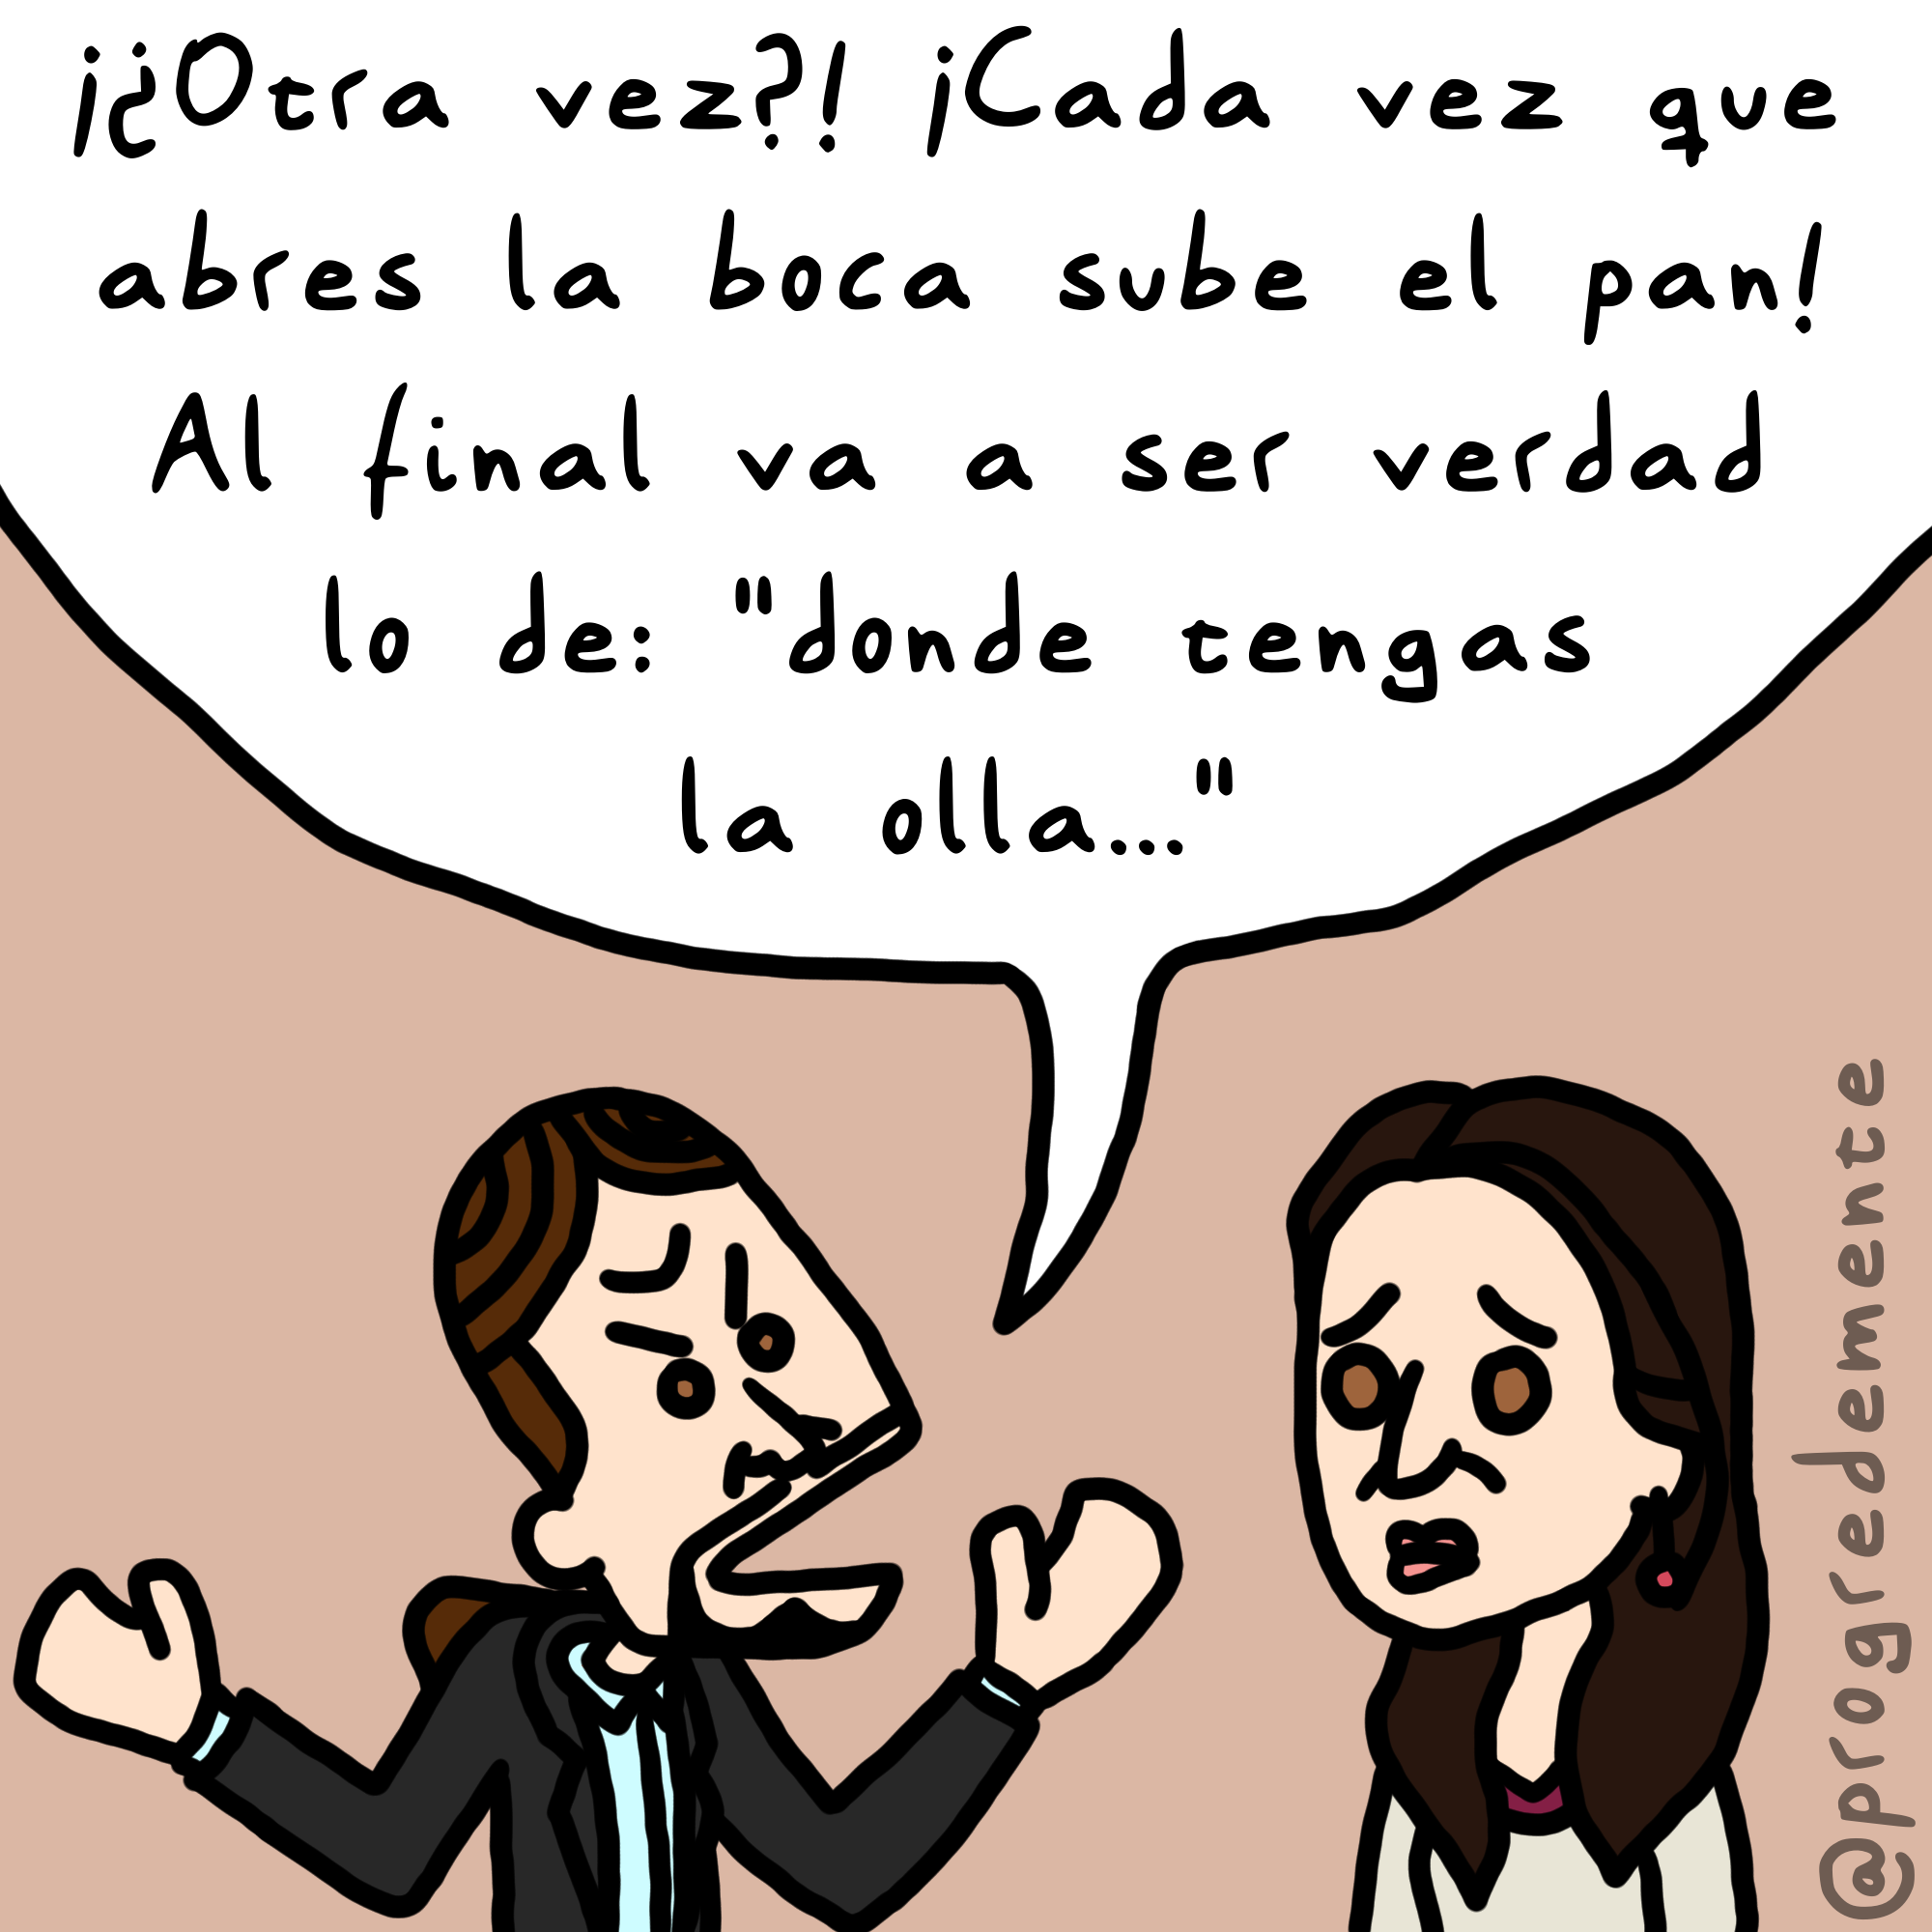 ¡¿Otra vez?! ¡Cada vez que
abres la boca sube el pan!
Al final va a ser verdad
lo de: "donde tengas
la olla..."
@progredemente